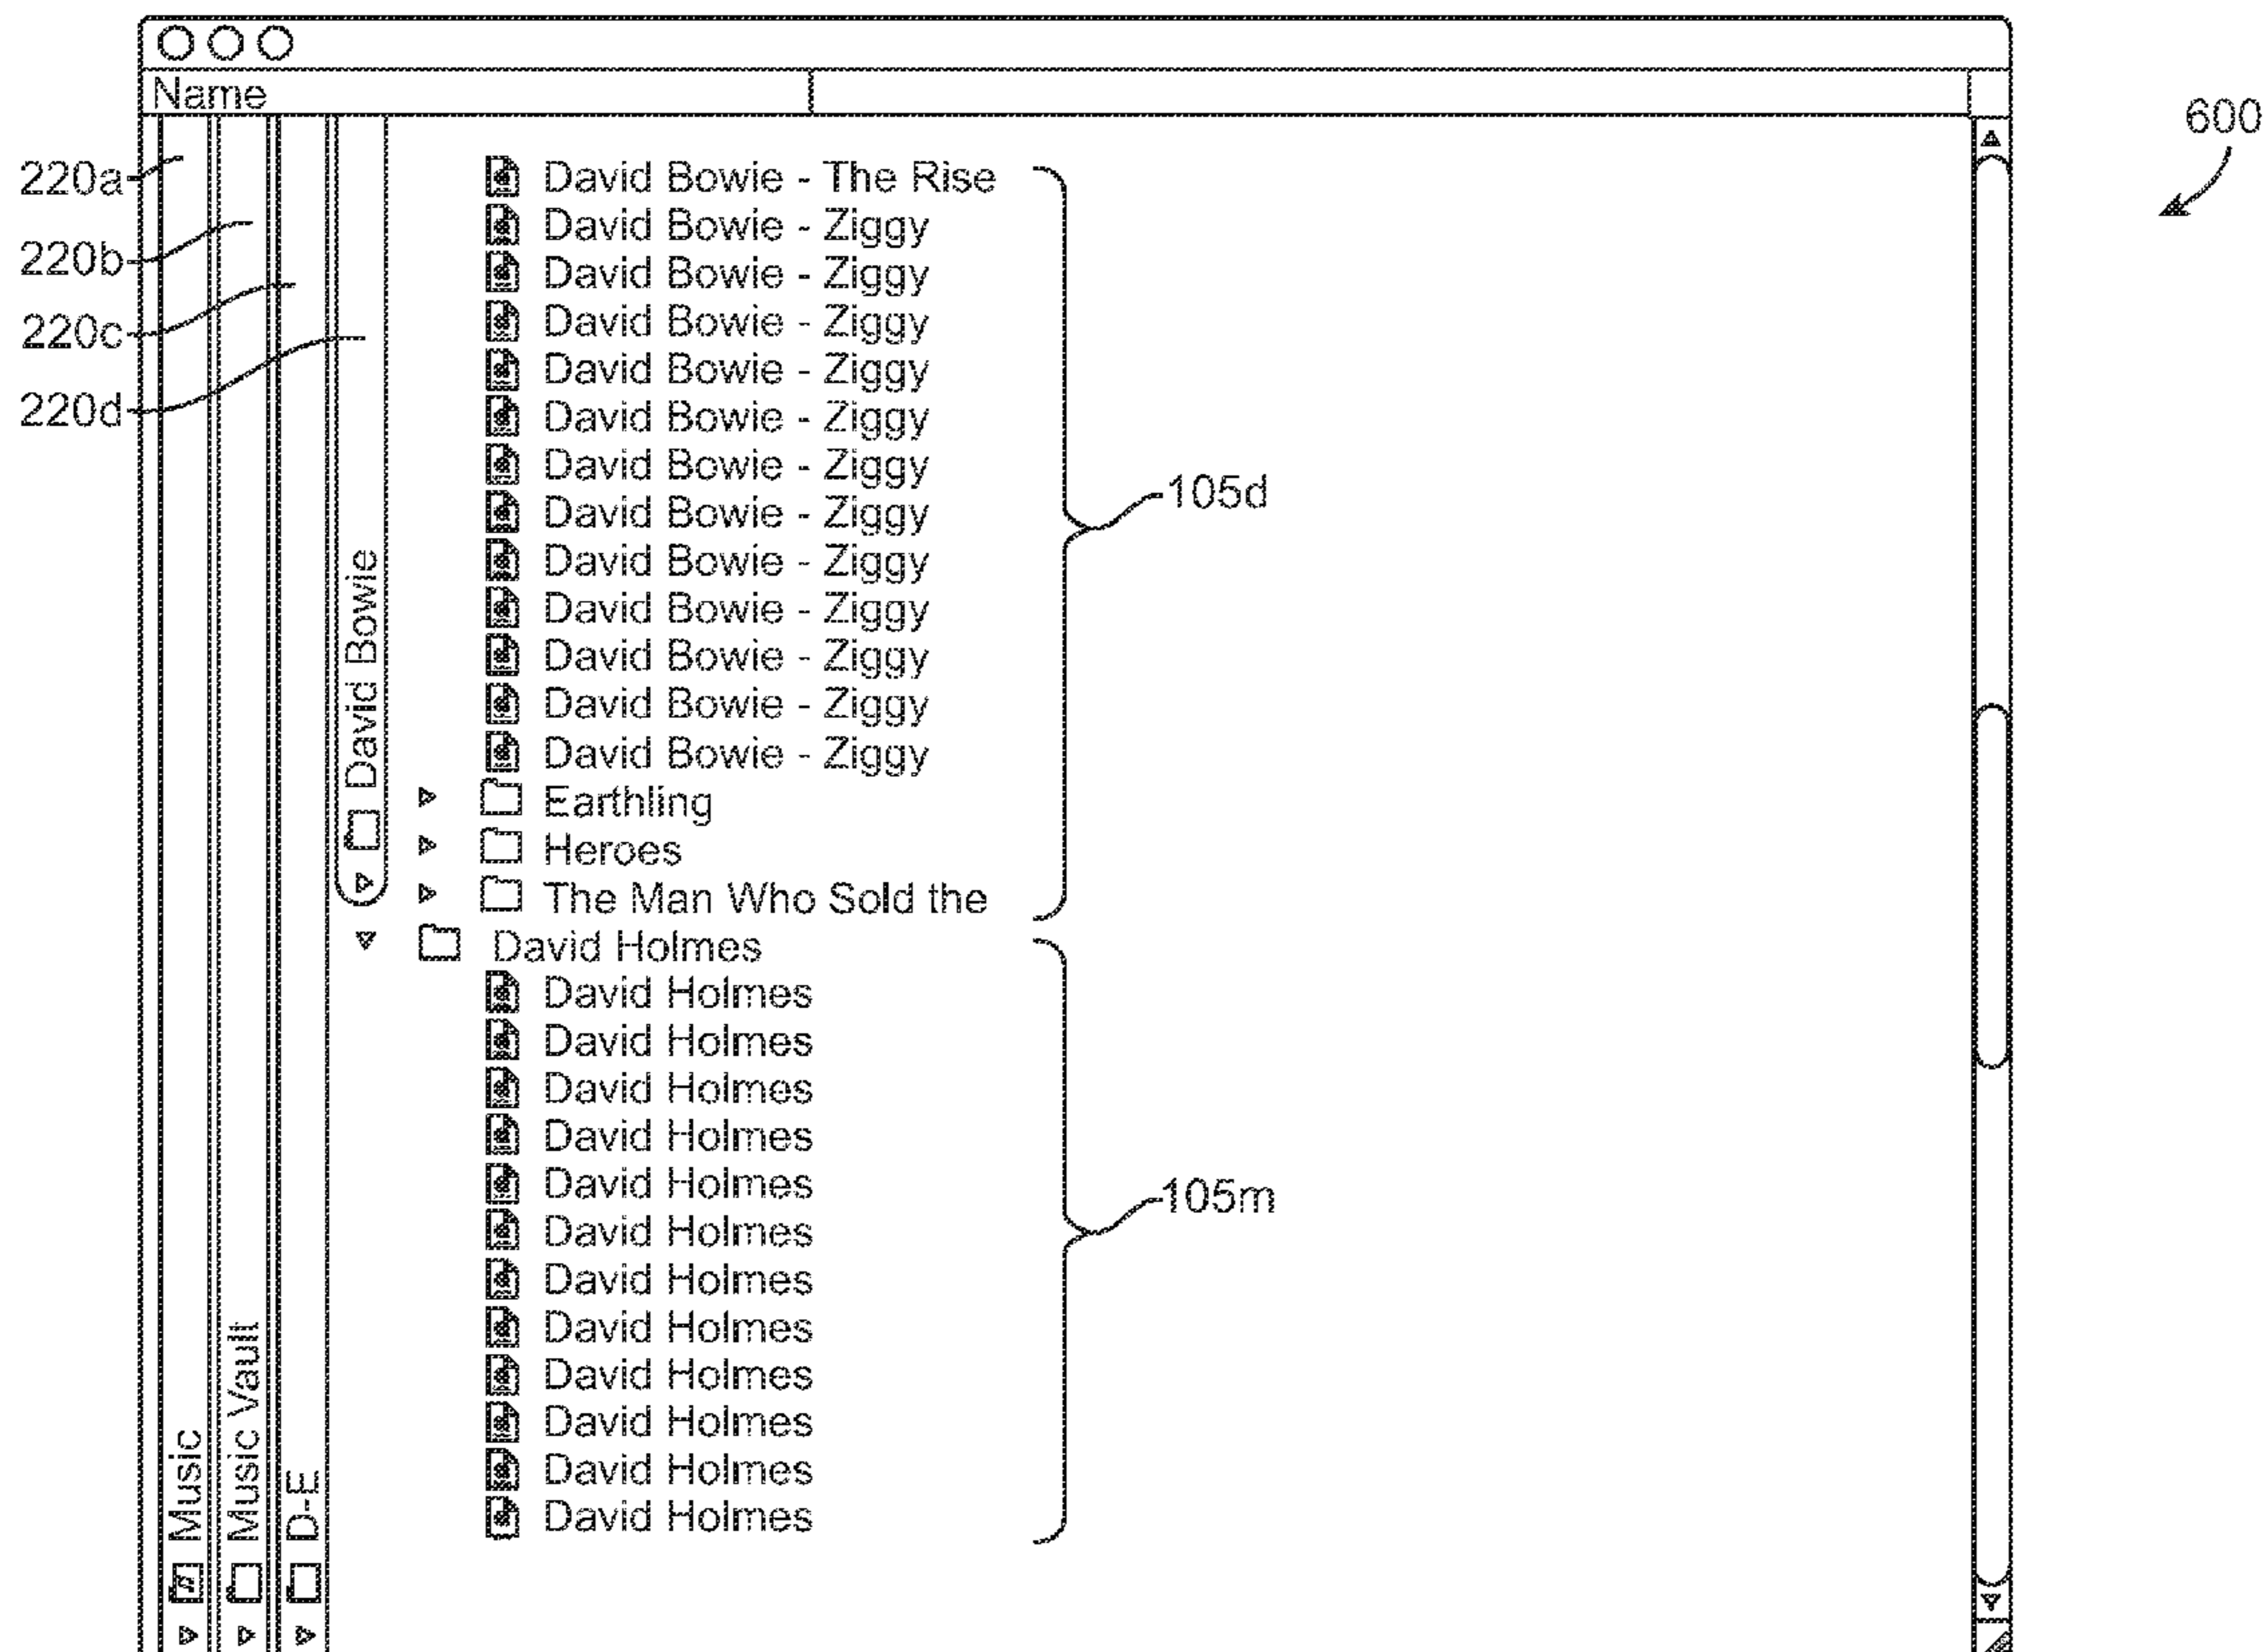 Name
600
220a
220b
220c
220d
David Bowie - The Rise
David Bowie - Ziggy
David Bowie - Ziggy
David Bowie - Ziggy
David Bowie - Ziggy
David Bowie - Ziggy
David Bowie - Ziggy
David Bowie - Ziggy
David Bowie - Ziggy
David Bowie - Ziggy
David Bowie - Ziggy
David Bowie - Ziggy
David Bowie - Ziggy
Earthling
Heroes
The Man Who Sold the
105d
David Bowie
David Holmes
David Holmes
David Holmes
David Holmes
David Holmes
David Holmes
David Holmes
David Holmes
David Holmes
David Holmes
David Holmes
David Holmes
David Holmes
105m
Music
Music Vault
D-E